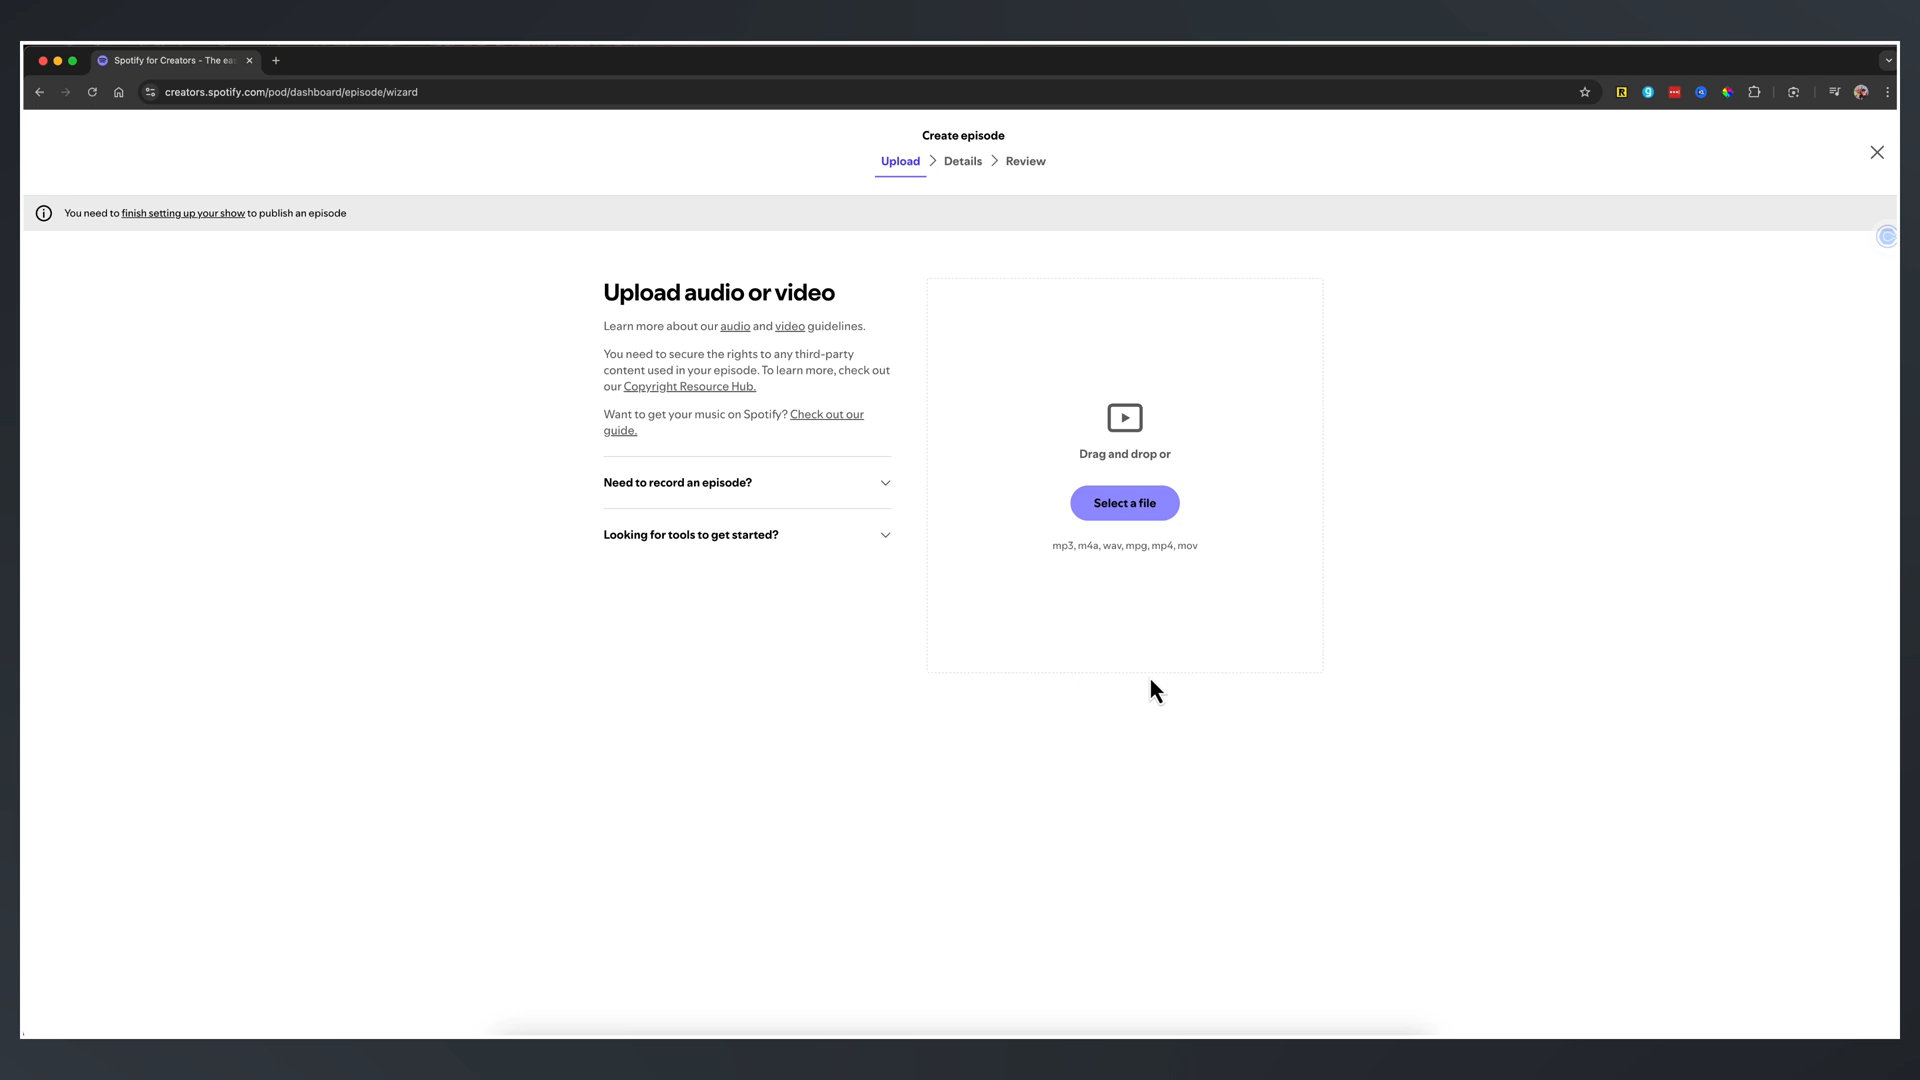 Spotify for Creators - The ea
creators.spotify.com/pod/dashboard/episode/wizard
Create episode
Upload
Details
Review
You need to finish setting up your show to publish an episode
Upload audio or video
Learn more about our audio and video guidelines.
You need to secure the rights to any third-party
content used in your episode. To learn more, check out
our Copyright Resource Hub.
Want to get your music on Spotify? Check out our
guide.
Need to record an episode?
Looking for tools to get started?
Drag and drop or
Select a file
mp3, m4a, wav, mpg, mp4, mov